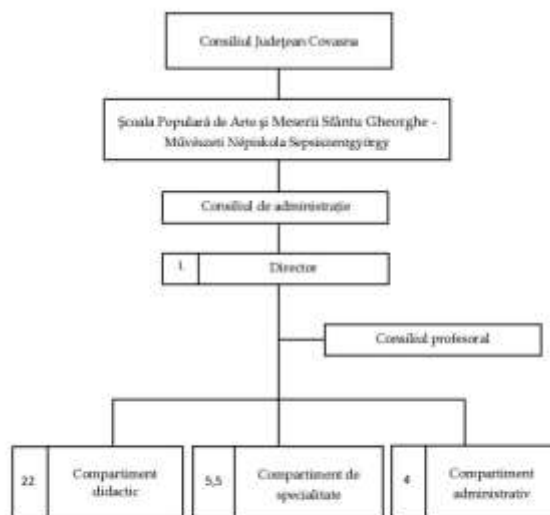 Consiliul Județean Covasna
Școala Populară de Arte și Meserii Sfântu Gheorghe -
Művészeti Népiskola Sepsiszentgyörgy
Consiliul de administrație
1 Director
Consiliul profesoral
22 Compartiment
didactic
5,5 Compartiment de
specialitate
4 Compartiment
administrativ